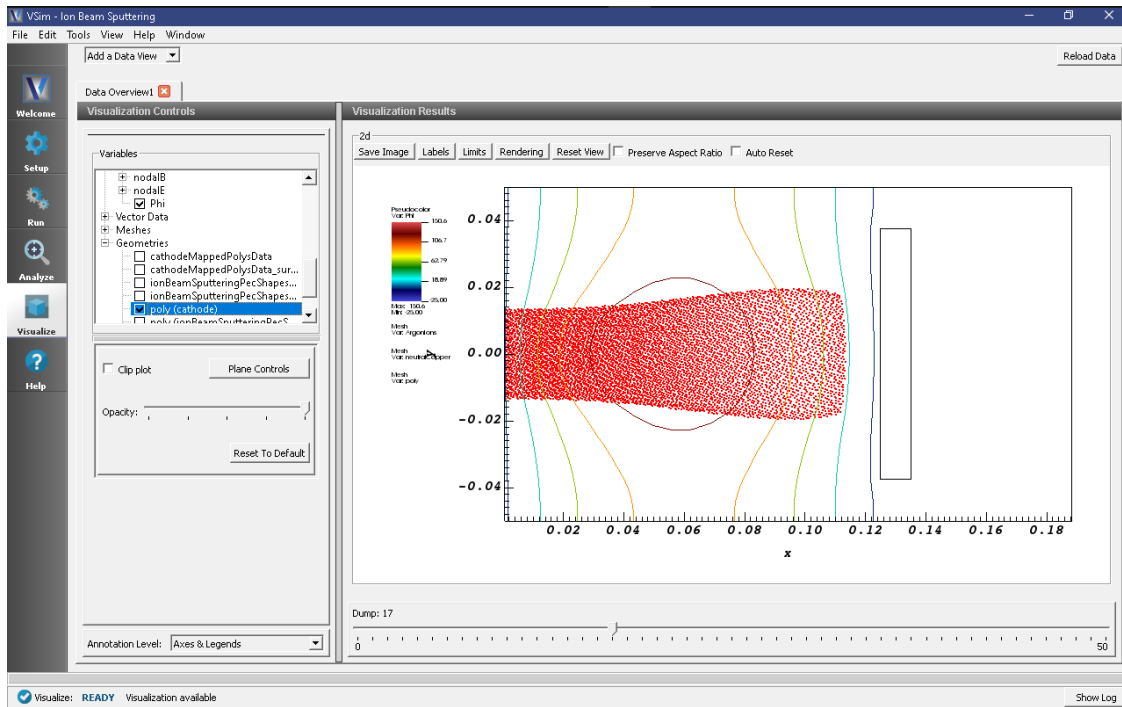 VSim - Ion Beam Sputtering
File Edit Tools View Help Window
Add a Data View
Reload Data
Data Overview1
Welcome
Setup
Run
Analyze
Visualize
Help
Visualization Controls
Variables
nodalB
nodalE
Phi
Vector Data
Meshes
Geometries
cathodeMappedPolysData
cathodeMappedPolysData_sur...
ionBeamSputteringPecShapes...
ionBeamSputteringPecShapes...
poly (cathode)
poly (ionBeamSputteringPecS
Clip plot
Plane Controls
Opacity:
Reset To Default
Annotation Level: Axes & Legends
Visualization Results
2d
Save Image Labels Limits Rendering Reset View Preserve Aspect Ratio Auto Reset
Pseudocolor
Var: Phi
150.6
106.7
62.79
18.89
-25.00
Max: 150.6
Min: -25.00
Mesh
Var: ArgonIons
Mesh
Var: neutralCopper
Mesh
Var: poly
Y
0.04
0.02
0.00
-0.02
-0.04
0.02 0.04 0.06 0.08 0.10 0.12 0.14 0.16 0.18
x
Dump: 17
0 50
Visualize: READY Visualization available
Show Log